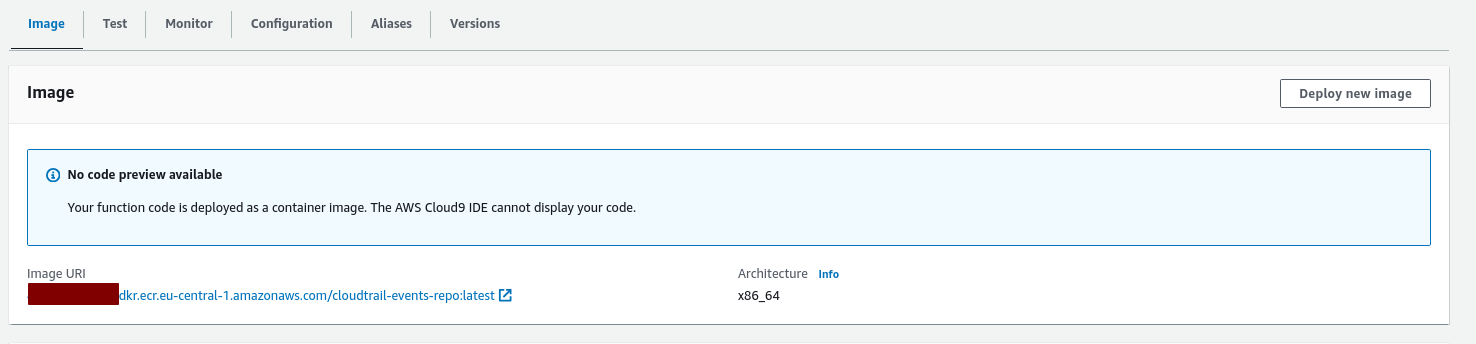 Image Test Monitor Configuration Aliases Versions
Image
Deploy new image
No code preview available
Your function code is deployed as a container image. The AWS Cloud9 IDE cannot display your code.
Image URI
dkr.ecr.eu-central-1.amazonaws.com/cloudtrail-events-repo:latest
Architecture Info
x86_64